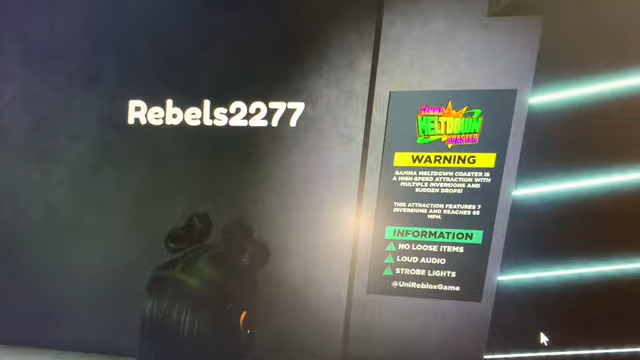 Rebels2277
GAMMA
MELTDOWN
COASTER
WARNING
GAMMA MELTDOWN COASTER IS
A HIGH-SPEED ATTRACTION WITH
MULTIPLE INVERSIONS AND
SUDDEN DROPS!
THIS ATTRACTION FEATURES 7
INVERSIONS AND REACHES 65
MPH.
INFORMATION
NO LOOSE ITEMS
LOUD AUDIO
STROBE LIGHTS
@UniRobloxGame